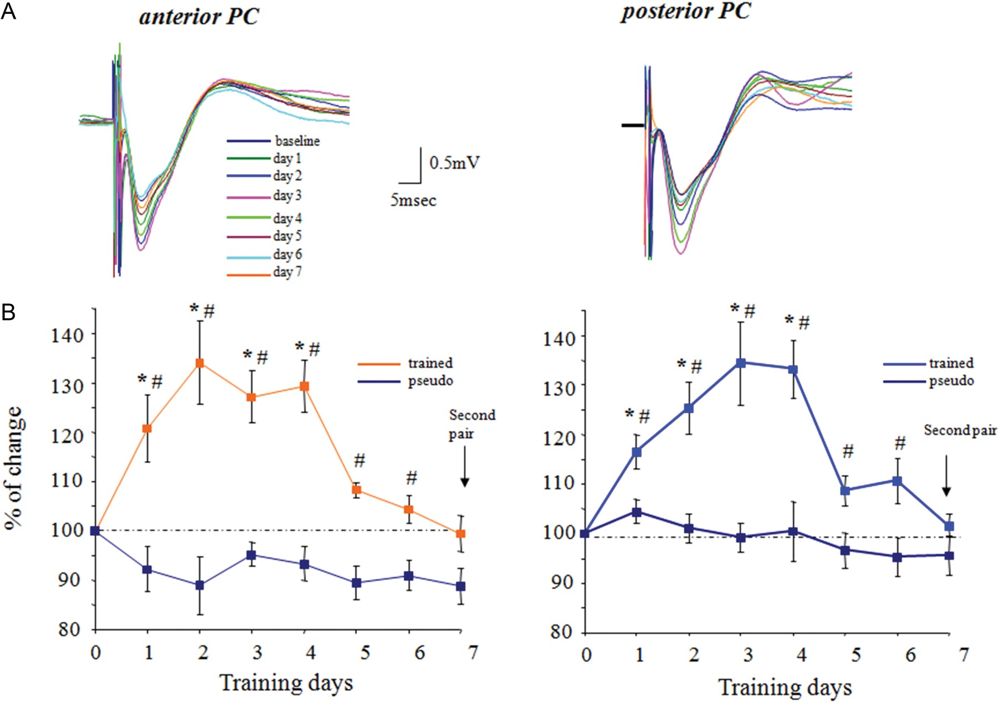 A
anterior PC
posterior PC
baseline
day 1
day 2
day 3
day 4
day 5
day 6
day 7
0.5mV
5msec
B
% of change
140
130
120
110
100
90
80
* #
* #
* #
* #
#
#
trained
pseudo
Second
pair
0 1 2 3 4 5 6 7
Training days
140
130
120
110
100
90
80
* #
* #
* #
* #
#
#
trained
pseudo
Second pair
0 1 2 3 4 5 6 7
Training days